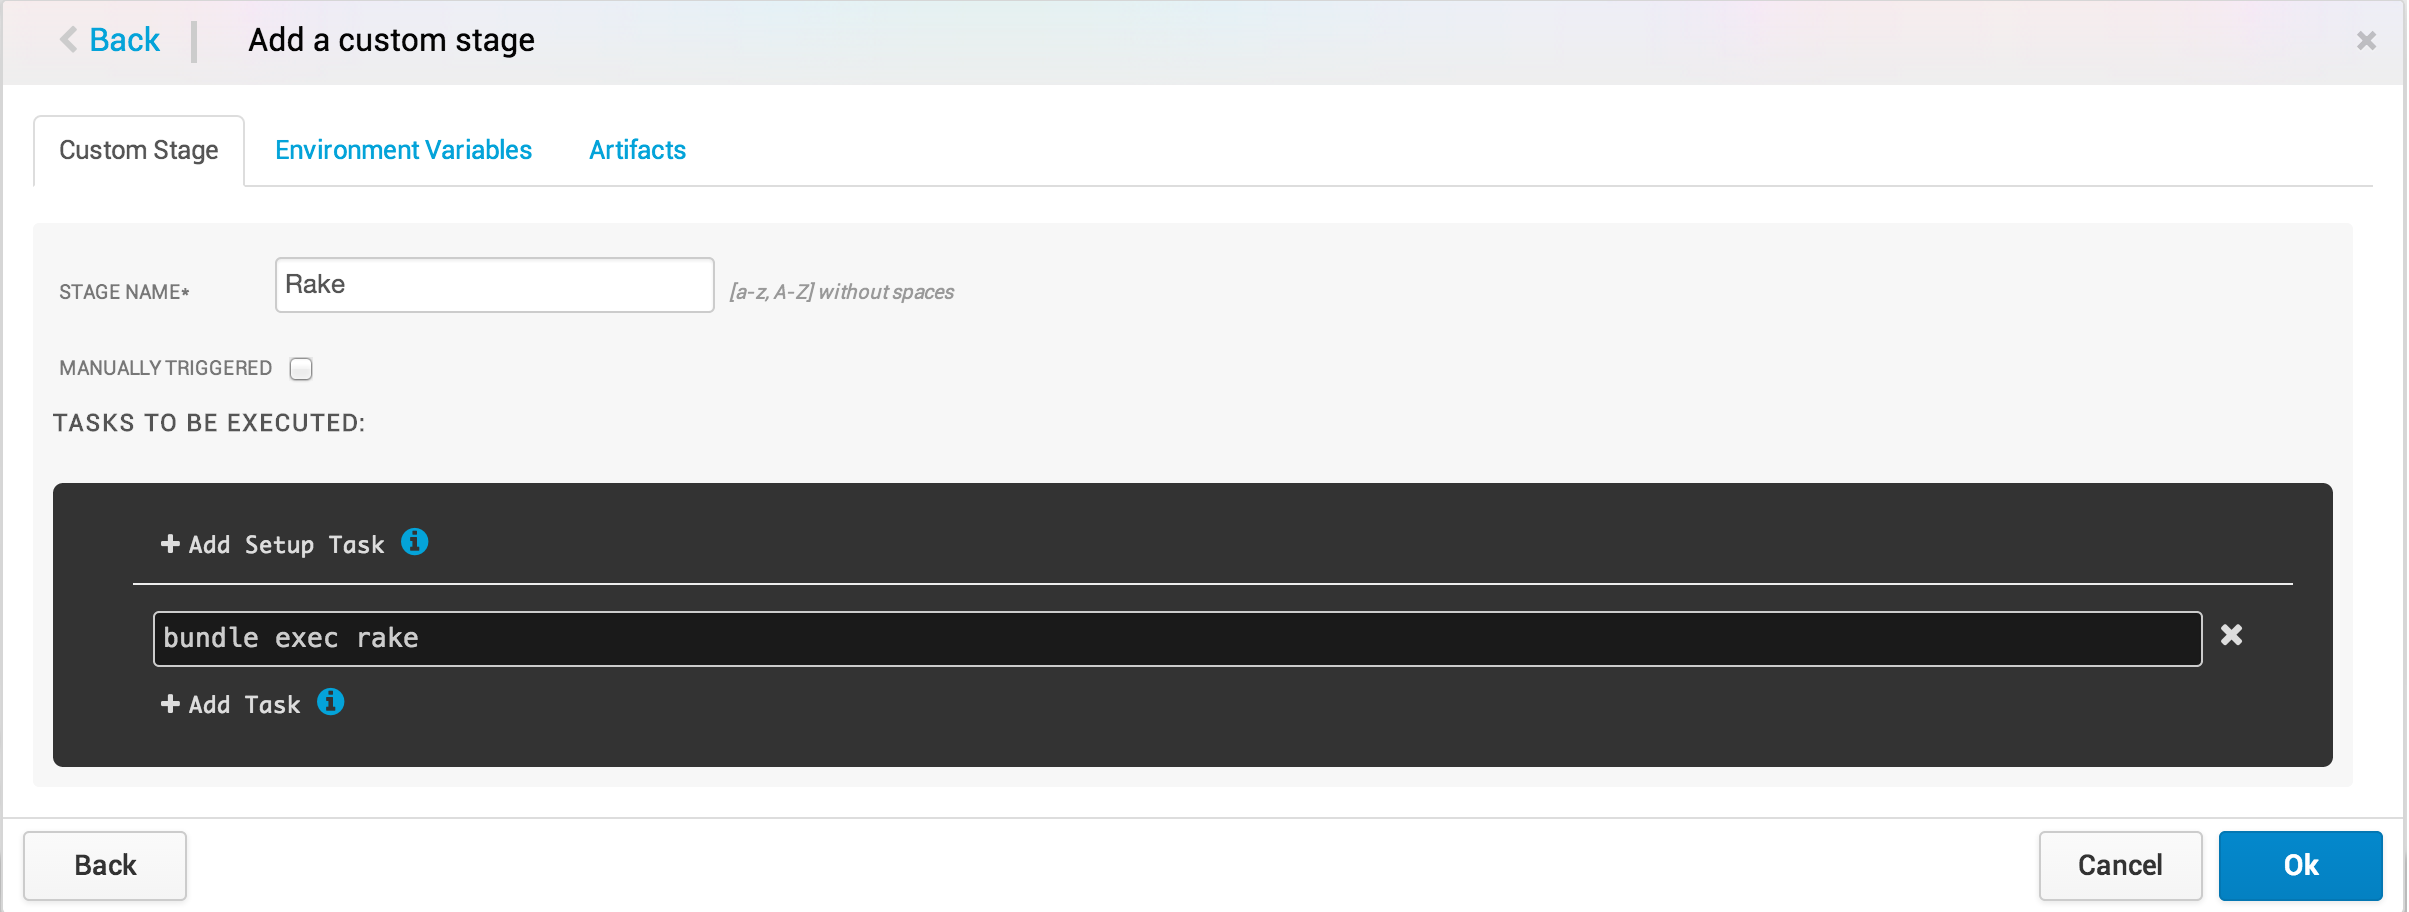 Back Add a custom stage
Custom Stage Environment Variables Artifacts
STAGE NAME* Rake [a-z, A-Z] without spaces
MANUALLY TRIGGERED
TASKS TO BE EXECUTED:
Add Setup Task
bundle exec rake
Add Task
Back Cancel Ok